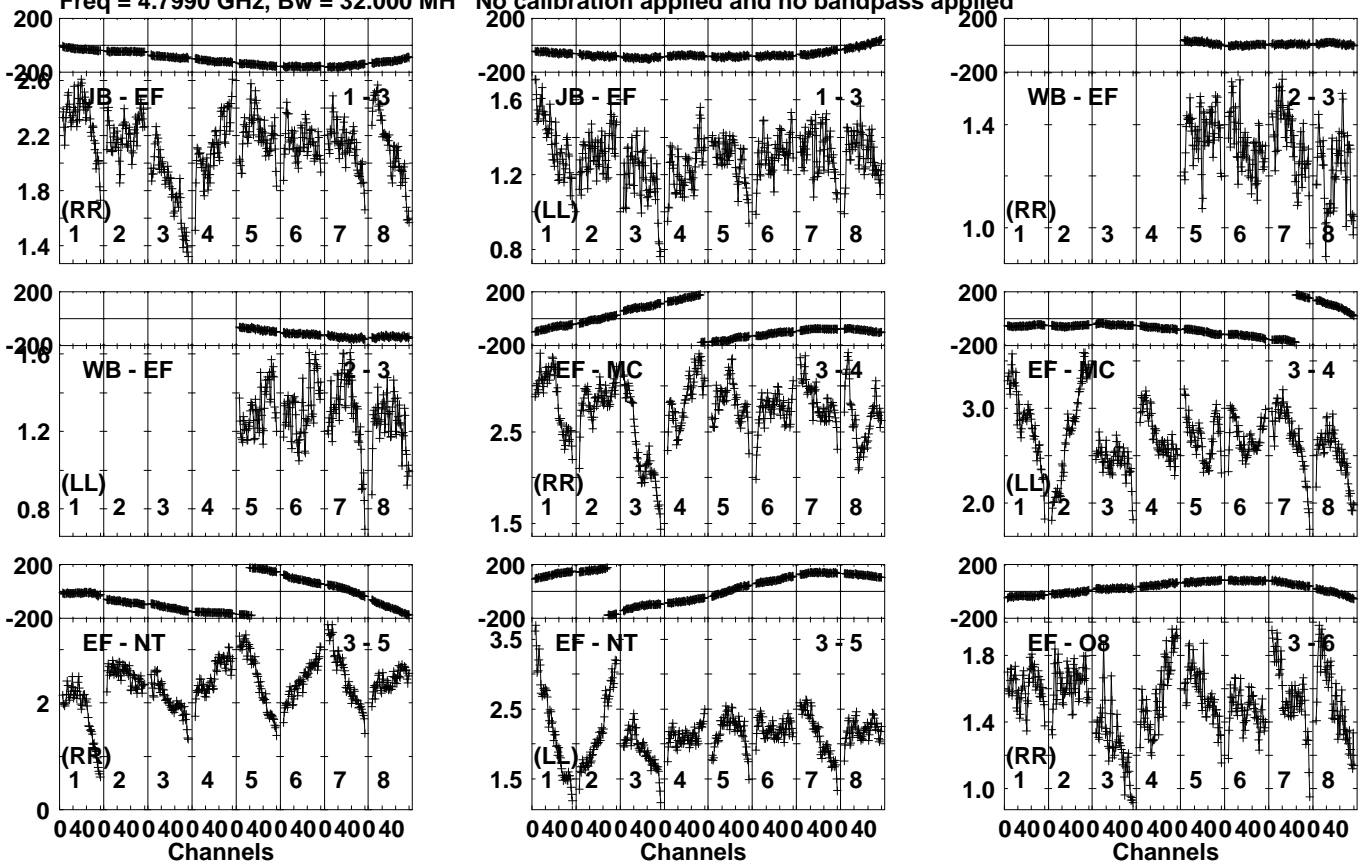 Freq = 4.7990 GHz, Bw = 32.000 MH No calibration applied and no bandpass applied
200 200 200
-200 -200 -200
2.6 JB - EF 1 - 3 1.6 JB - EF 1 - 3 WB - EF 2 - 3
2.2 1.4
1.8 1.2
1.4 0.8 1.0
(RR) (LL) (RR)
1 2 3 4 5 6 7 8 1 2 3 4 5 6 7 8 1 2 3 4 5 6 7 8
200 200 200
-200 -200 -200
1.6 WB - EF 2 - 3 EF - MC 3 - 4 EF - MC 3 - 4
1.2 2.5 3.0
0.8 1.5 2.0
(LL) (RR) (LL)
1 2 3 4 5 6 7 8 1 2 3 4 5 6 7 8 1 2 3 4 5 6 7 8
200 200 200
-200 -200 -200
EF - NT 3 - 5 3.5 EF - NT 3 - 5 EF - O8 3 - 6
2 2.5 1.8
1.4
0 1.5 1.0
(RR) (LL) (RR)
1 2 3 4 5 6 7 8 1 2 3 4 5 6 7 8 1 2 3 4 5 6 7 8
0 40 0 40 0 40 0 40 0 40 0 40 0 40 0 40 0 40 0 40 0 40 0 40 0 40 0 40 0 40 0 40 0 40 0 40 0 40 0 40 0 40 0 40 0 40 0 40
Channels Channels Channels